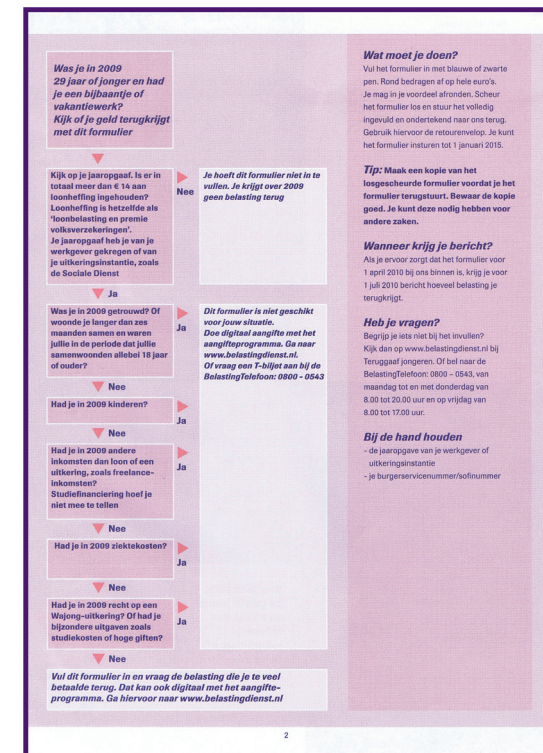 Was je in 2009
29 jaar of jonger en had
je een bijbaantje of
vakantiewerk?
Kijk of je geld terugkrijgt
met dit formulier
Kijk op je jaaropgaaf. Is er in
totaal meer dan € 14 aan
loonheffing ingehouden?
Loonheffing is hetzelfde als
'loonbelasting en premie
volksverzekeringen'.
Je jaaropgaaf heb je van je
werkgever gekregen of van
je uitkeringsinstantie, zoals
de Sociale Dienst
Nee
Je hoeft dit formulier niet in te
vullen. Je krijgt over 2009
geen belasting terug
Ja
Was je in 2009 getrouwd? Of
woonde je langer dan zes
maanden samen en waren
jullie in de periode dat jullie
samenwoonden allebei 18 jaar
of ouder?
Ja
Dit formulier is niet geschikt
voor jouw situatie.
Doe digitaal aangifte met het
aangifteprogramma. Ga naar
www.belastingdienst.nl.
Of vraag een T-biljet aan bij de
BelastingTelefoon: 0800 - 0543
Nee
Had je in 2009 kinderen?
Ja
Nee
Had je in 2009 andere
inkomsten dan loon of een
uitkering, zoals freelance-
inkomsten?
Studiefinanciering hoef je
niet mee te tellen
Ja
Nee
Had je in 2009 ziektekosten?
Ja
Nee
Had je in 2009 recht op een
Wajong-uitkering? Of had je
bijzondere uitgaven zoals
studiekosten of hoge giften?
Ja
Nee
Vul dit formulier in en vraag de belasting die je te veel
betaalde terug. Dat kan ook digitaal met het aangifte-
programma. Ga hiervoor naar www.belastingdienst.nl
Wat moet je doen?
Vul het formulier in met blauwe of zwarte
pen. Rond bedragen af op hele euro's.
Je mag in je voordeel afronden. Scheur
het formulier los en stuur het volledig
ingevuld en ondertekend naar ons terug.
Gebruik hiervoor de retourenvelop. Je kunt
het formulier insturen tot 1 januari 2015.
Tip: Maak een kopie van het
losgescheurde formulier voordat je het
formulier terugstuurt. Bewaar de kopie
goed. Je kunt deze nodig hebben voor
andere zaken.
Wanneer krijg je bericht?
Als je ervoor zorgt dat het formulier voor
1 april 2010 bij ons binnen is, krijg je voor
1 juli 2010 bericht hoeveel belasting je
terugkrijgt.
Heb je vragen?
Begrijp je iets niet bij het invullen?
Kijk dan op www.belastingdienst.nl bij
Teruggaaf jongeren. Of bel naar de
BelastingTelefoon: 0800 – 0543, van
maandag tot en met donderdag van
8.00 tot 20.00 uur en op vrijdag van
8.00 tot 17.00 uur.
Bij de hand houden
- de jaaropgave van je werkgever of
uitkeringsinstantie
- je burgerservicenummer/sofinummer
2